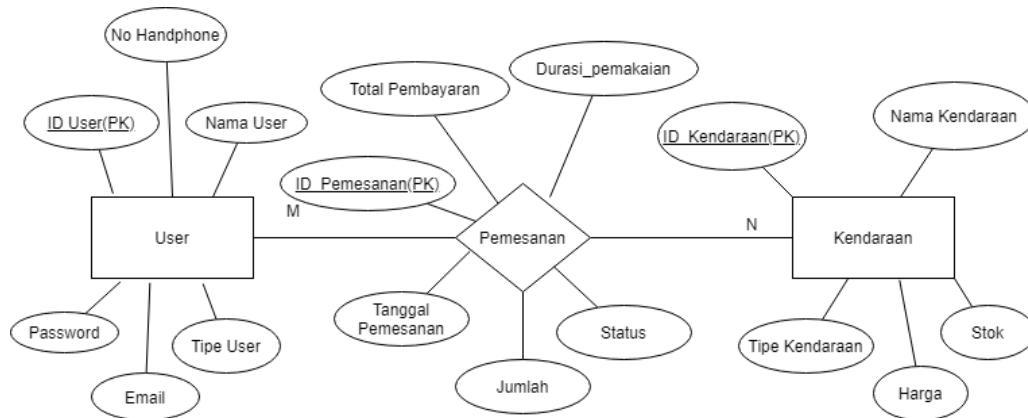 No Handphone
ID User(PK)
Nama User
Total Pembayaran
Durasi_pemakaian
ID_Kendaraan(PK)
Nama Kendaraan
ID_Pemesanan(PK)
M
N
User
Pemesanan
Kendaraan
Password
Email
Tipe User
Tanggal
Pemesanan
Jumlah
Status
Tipe Kendaraan
Harga
Stok